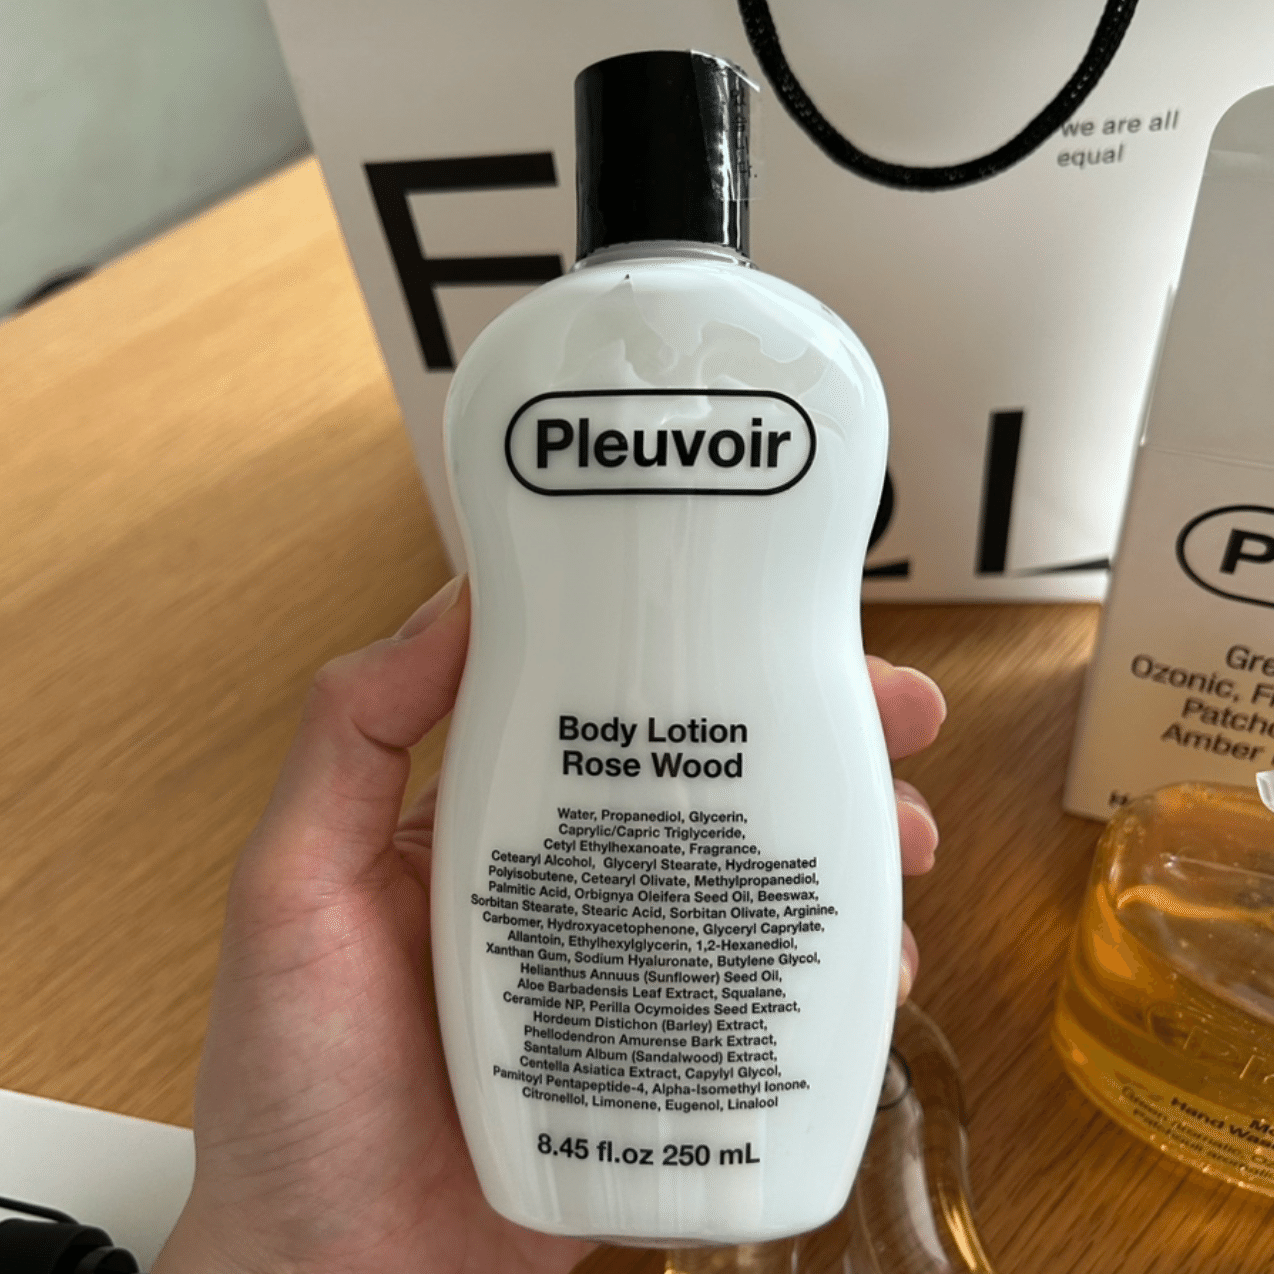 we are all
equal
F
L
Pleuvoir
Body Lotion
Rose Wood
Water, Propanediol, Glycerin,
Caprylic/Capric Triglyceride,
Cetyl Ethylhexanoate, Fragrance,
Cetearyl Alcohol, Glyceryl Stearate, Hydrogenated
Polyisobutene, Cetearyl Olivate, Methylpropanediol,
Palmitic Acid, Orbignya Oleifera Seed Oil, Beeswax,
Sorbitan Stearate, Stearic Acid, Sorbitan Olivate, Arginine,
Carbomer, Hydroxyacetophenone, Glyceryl Caprylate,
Allantoin, Ethylhexylglycerin, 1,2-Hexanediol,
Xanthan Gum, Sodium Hyaluronate, Butylene Glycol,
Helianthus Annuus (Sunflower) Seed Oil,
Aloe Barbadensis Leaf Extract, Squalane,
Ceramide NP, Perilla Ocymoides Seed Extract,
Hordeum Distichon (Barley) Extract,
Phellodendron Amurense Bark Extract,
Santalum Album (Sandalwood) Extract,
Centella Asiatica Extract, Capylyl Glycol,
Pamitoyl Pentapeptide-4, Alpha-Isomethyl Ionone,
Citronellol, Limonene, Eugenol, Linalool
8.45 fl.oz 250 mL
P
Gre
Ozonic, F
Patcho
Amber
Hand Was